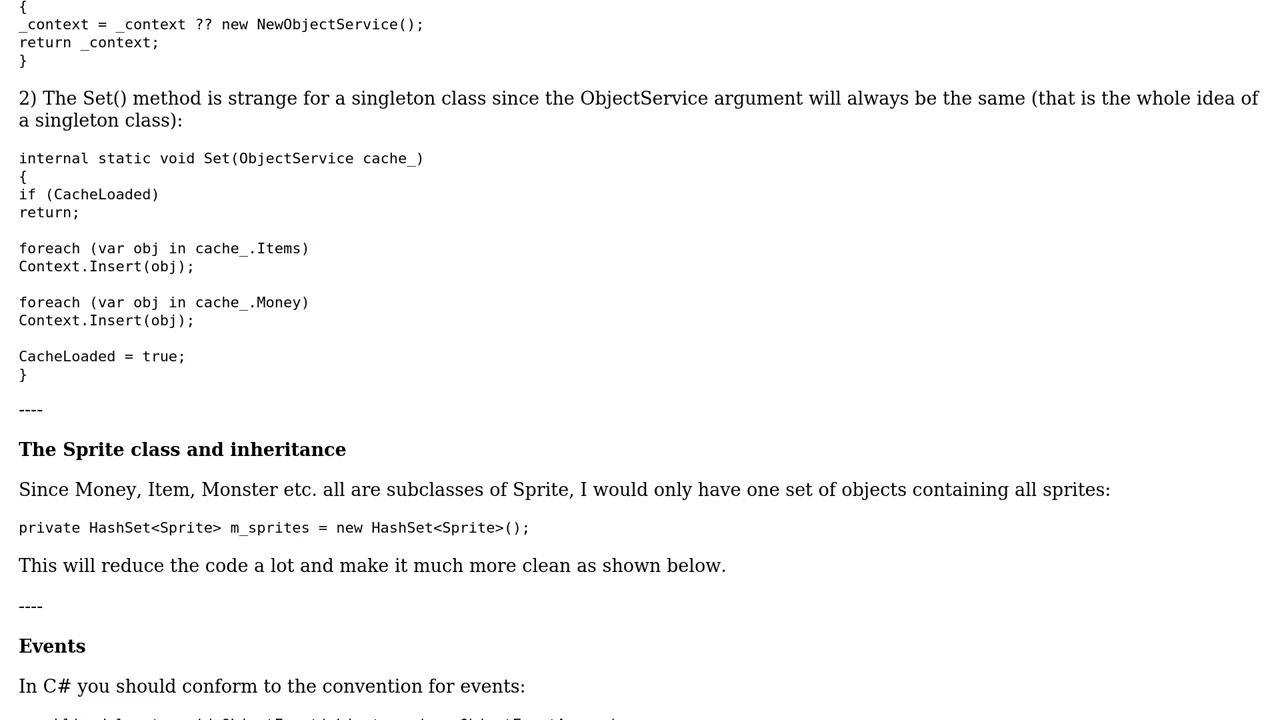 {
_context = _context ?? new NewObjectService();
return _context;
}
2) The Set() method is strange for a singleton class since the ObjectService argument will always be the same (that is the whole idea of
a singleton class):
internal static void Set(ObjectService cache_)
{
if (CacheLoaded)
return;
foreach (var obj in cache_.Items)
Context.Insert(obj);
foreach (var obj in cache_.Money)
Context.Insert(obj);
CacheLoaded = true;
}
----
The Sprite class and inheritance
Since Money, Item, Monster etc. all are subclasses of Sprite, I would only have one set of objects containing all sprites:
private HashSet<Sprite> m_sprites = new HashSet<Sprite>();
This will reduce the code a lot and make it much more clean as shown below.
----
Events
In C# you should conform to the convention for events: